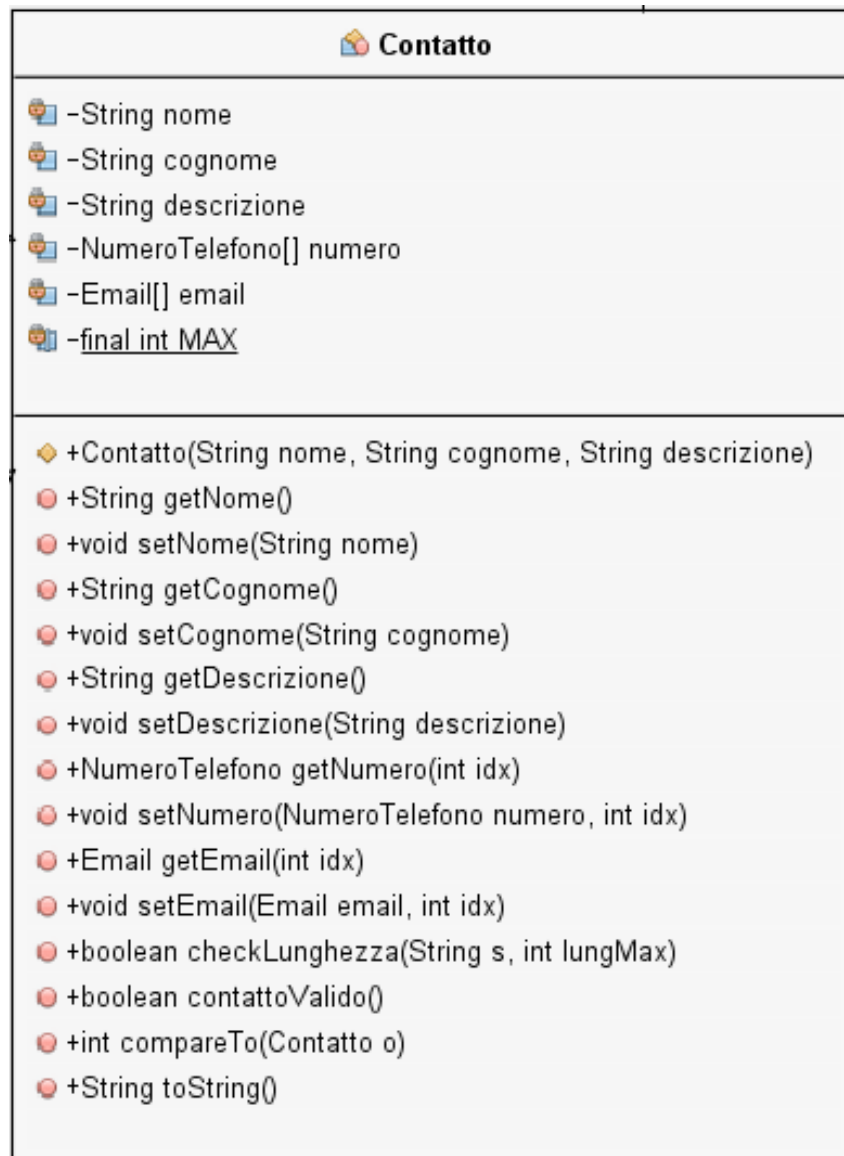 Contatto
-String nome
-String cognome
-String descrizione
-NumeroTelefono[] numero
-Email[] email
-final int MAX
+Contatto(String nome, String cognome, String descrizione)
+String getNome()
+void setNome(String nome)
+String getCognome()
+void setCognome(String cognome)
+String getDescrizione()
+void setDescrizione(String descrizione)
+NumeroTelefono getNumero(int idx)
+void setNumero(NumeroTelefono numero, int idx)
+Email getEmail(int idx)
+void setEmail(Email email, int idx)
+boolean checkLunghezza(String s, int lungMax)
+boolean contattoValido()
+int compareTo(Contatto o)
+String toString()